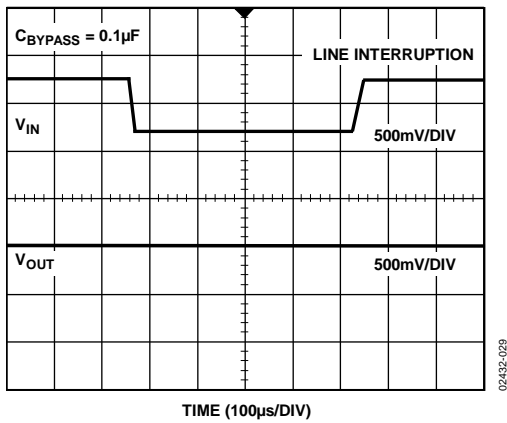 C_BYPASS = 0.1µF
LINE INTERRUPTION
V_IN
500mV/DIV
V_OUT
500mV/DIV
TIME (100µs/DIV)
02432-029